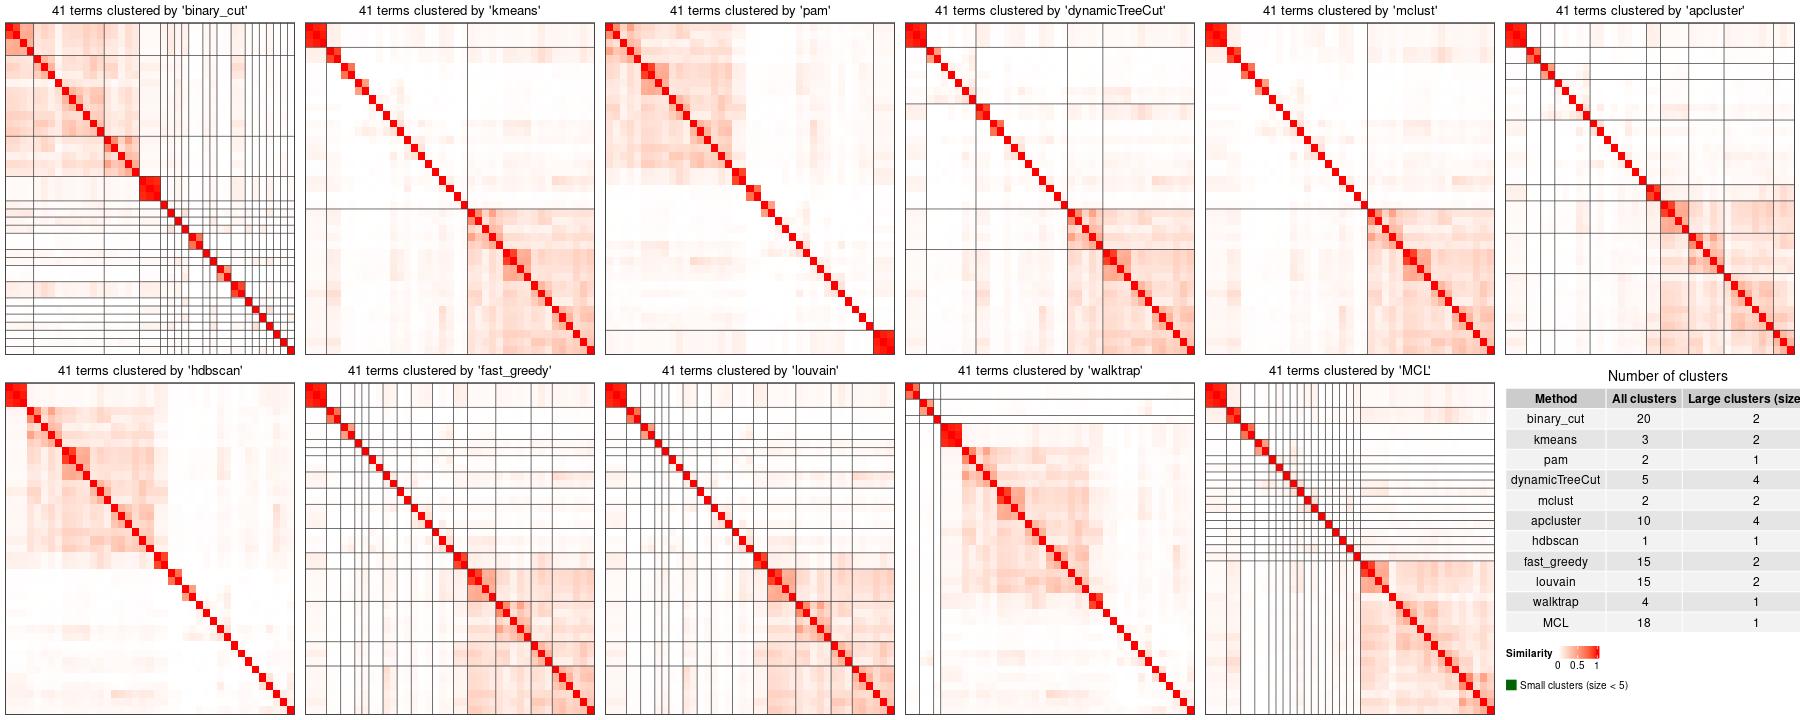 41 terms clustered by 'binary_cut'
41 terms clustered by 'kmeans'
41 terms clustered by 'pam'
41 terms clustered by 'dynamicTreeCut'
41 terms clustered by 'mclust'
41 terms clustered by 'apcluster'
41 terms clustered by 'hdbscan'
41 terms clustered by 'fast_greedy'
41 terms clustered by 'louvain'
41 terms clustered by 'walktrap'
41 terms clustered by 'MCL'
Number of clusters
Method All clusters Large clusters (size
binary_cut 20 2
kmeans 3 2
pam 2 1
dynamicTreeCut 5 4
mclust 2 2
apcluster 10 4
hdbscan 1 1
fast_greedy 15 2
louvain 15 2
walktrap 4 1
MCL 18 1
Similarity
0 0.5 1
Small clusters (size < 5)